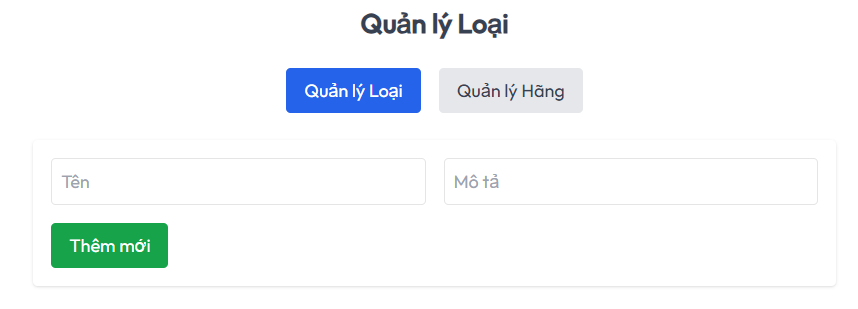 Quản lý Loại
Quản lý Loại Quản lý Hãng
Tên Mô tả
Thêm mới